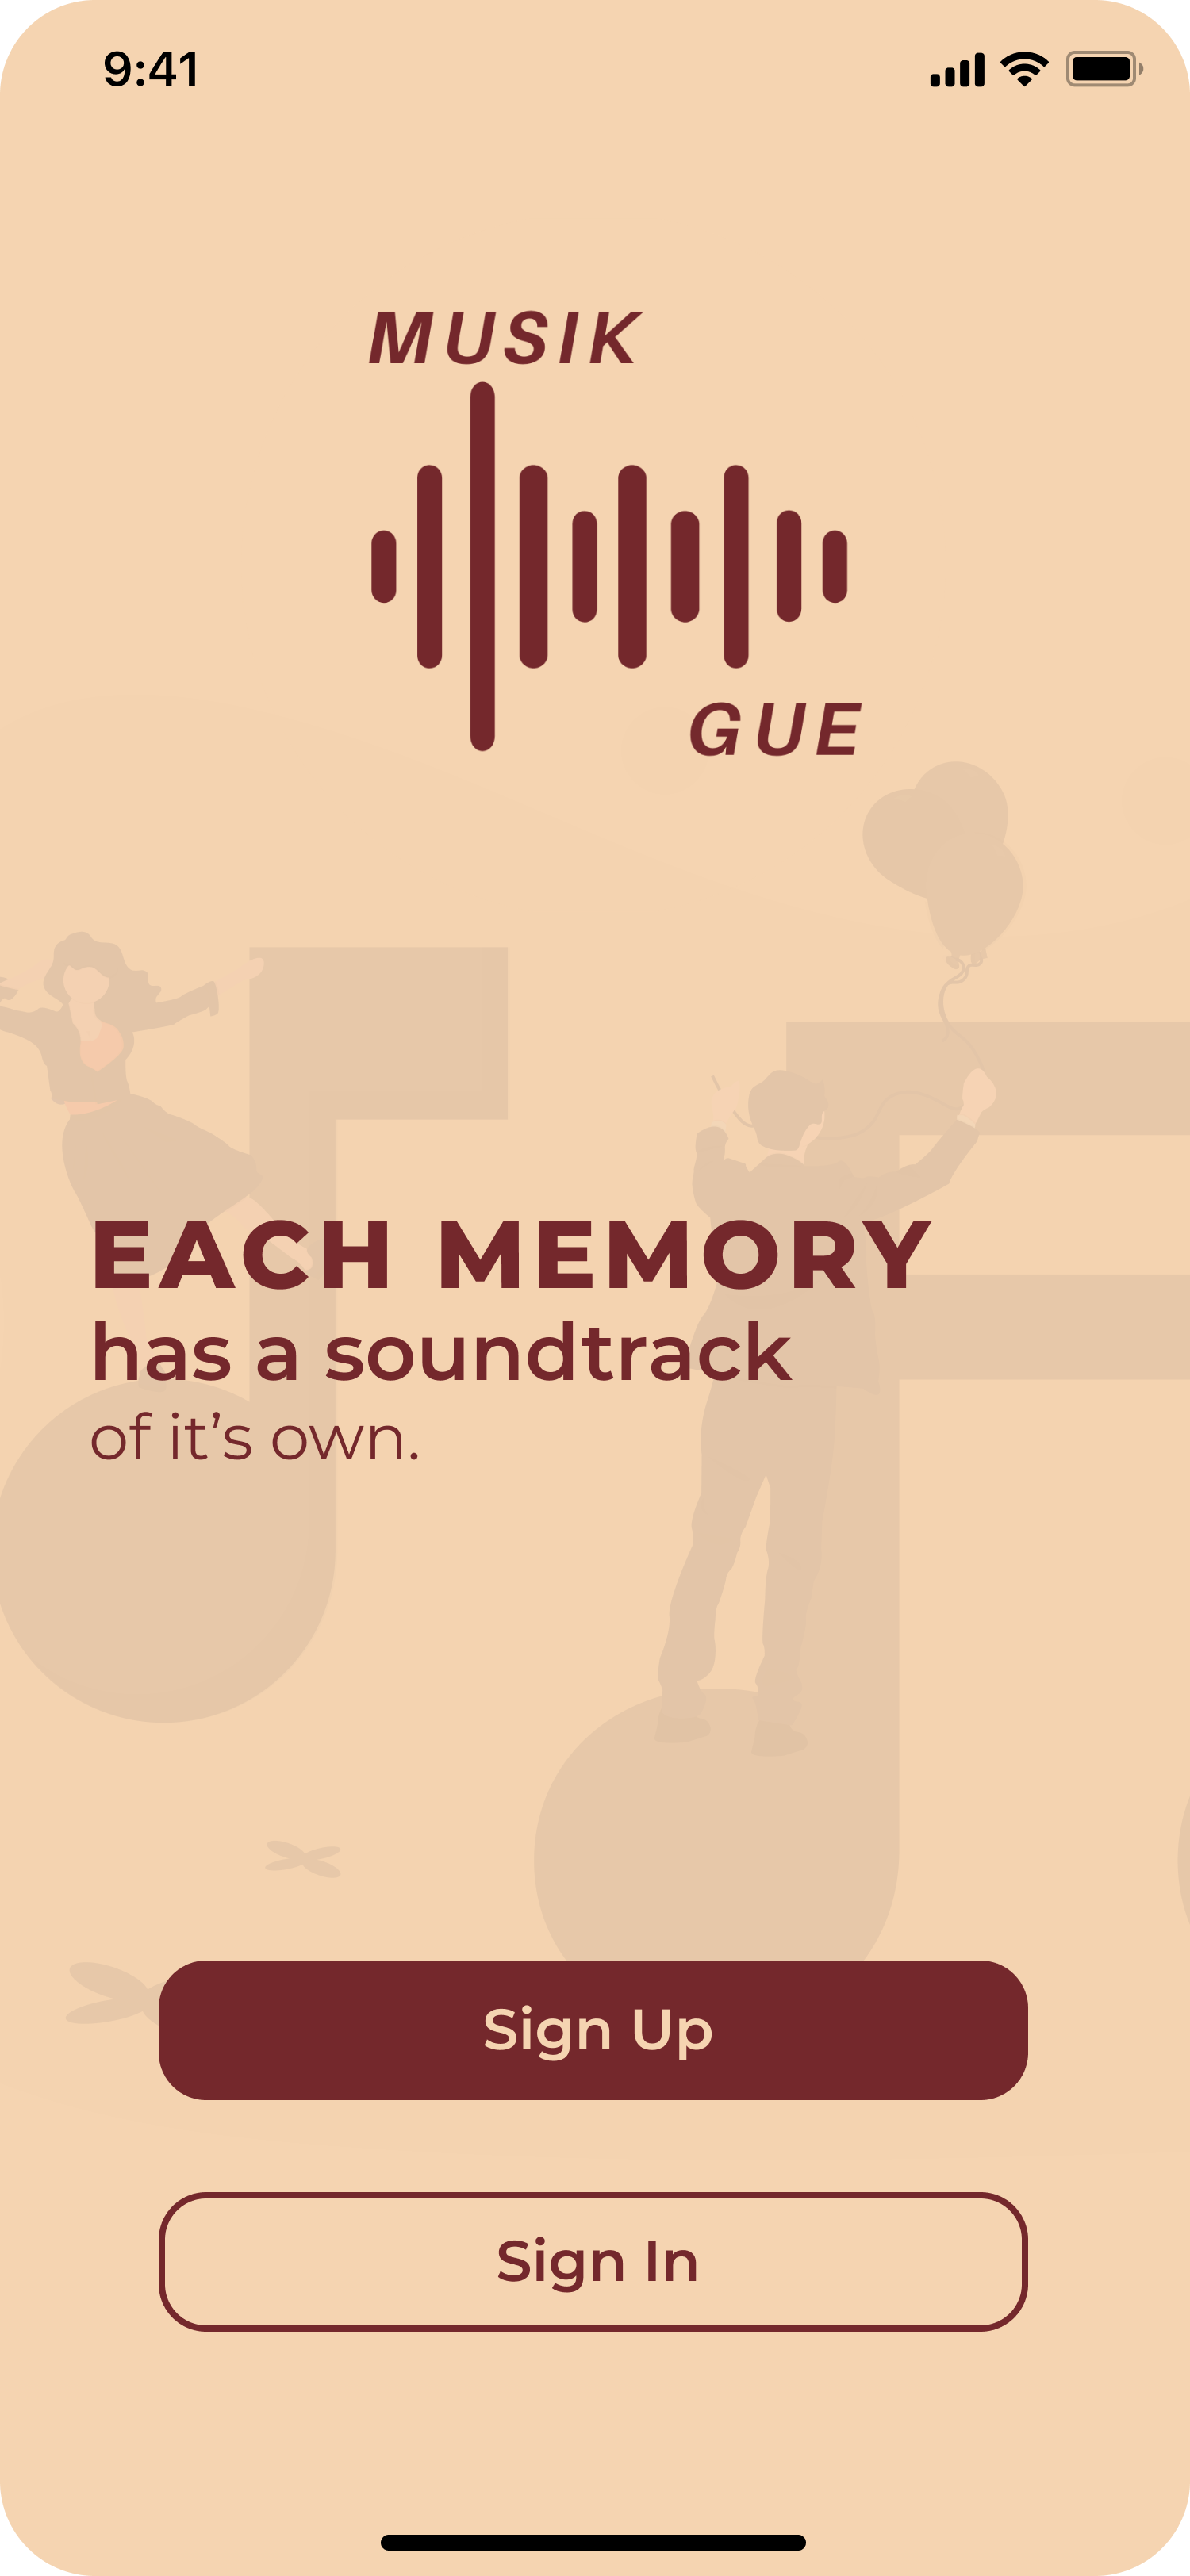 9:41
MUSIK
GUE
EACH MEMORY
has a soundtrack
of it’s own.
Sign Up
Sign In